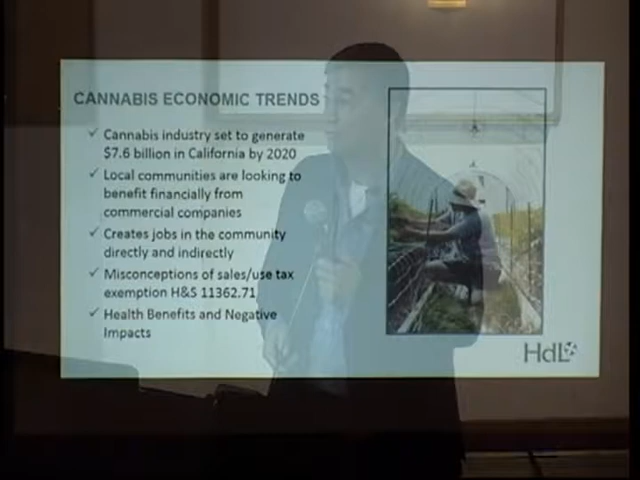 CANNABIS ECONOMIC TRENDS
✓ Cannabis industry set to generate
$7.6 billion in California by 2020
✓ Local communities are looking to
benefit financially from
commercial companies
✓ Creates jobs in the community
directly and indirectly
✓ Misconceptions of sales/use tax
exemption H&S 11362.71
✓ Health Benefits and Negative
Impacts
HdL